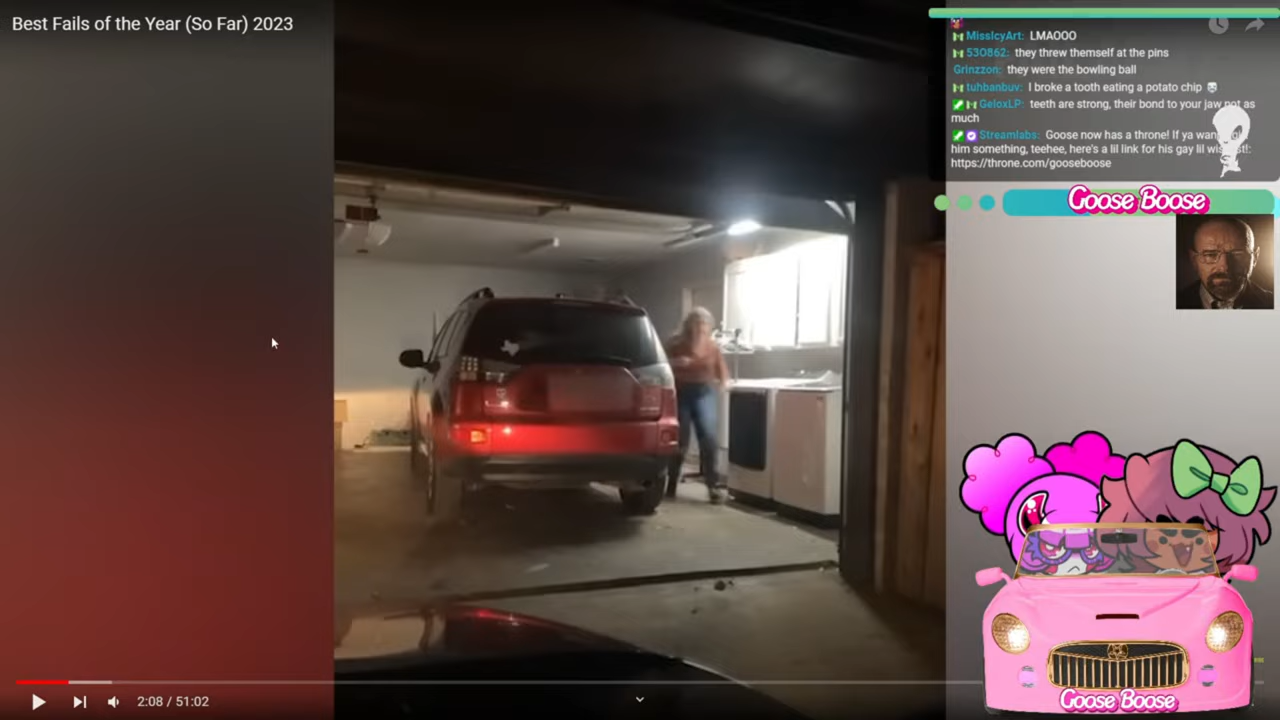 Best Fails of the Year (So Far) 2023
MissIcyArt: LMAOOO
530862: they threw themself at the pins
Grinzzon: they were the bowling ball
tuhbanbuv: I broke a tooth eating a potato chip
GeloxLP: teeth are strong, their bond to your jaw not as
much
Streamlabs: Goose now has a throne! If ya wan
him something, teehee, here's a lil link for his gay lil
https://throne.com/gooseboose
Goose Boose
2:08 / 51:02
Goose Boose